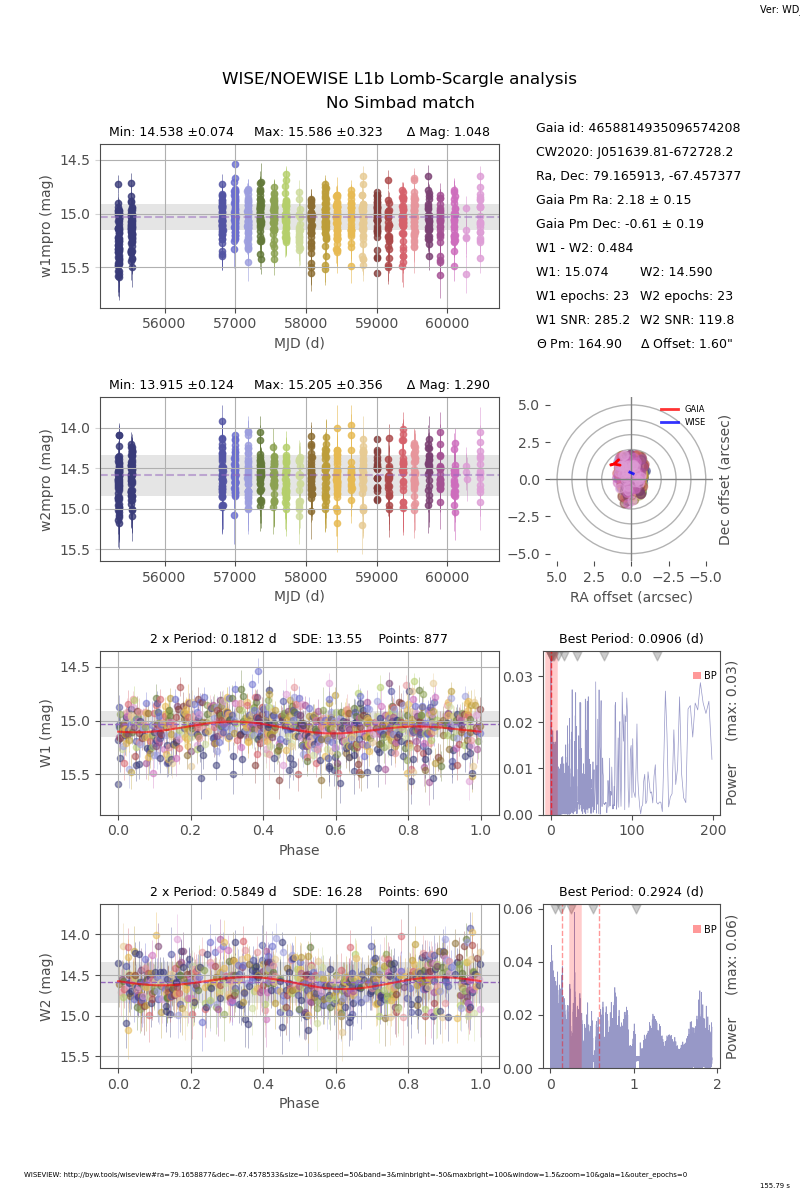 Ver: WD
WISE/NOEWISE L1b Lomb-Scargle analysis
No Simbad match
Min: 14.538 ±0.074 Max: 15.586 ±0.323 Δ Mag: 1.048
14.5
15.0
15.5
w1mpro (mag)
56000 57000 58000 59000 60000
MJD (d)
Gaia id: 4658814935096574208
CW2020: J051639.81-672728.2
Ra, Dec: 79.165913, -67.457377
Gaia Pm Ra: 2.18 ± 0.15
Gaia Pm Dec: -0.61 ± 0.19
W1 - W2: 0.484
W1: 15.074 W2: 14.590
W1 epochs: 23 W2 epochs: 23
W1 SNR: 285.2 W2 SNR: 119.8
Θ Pm: 164.90 Δ Offset: 1.60"
Min: 13.915 ±0.124 Max: 15.205 ±0.356 Δ Mag: 1.290
14.0
14.5
15.0
15.5
w2mpro (mag)
56000 57000 58000 59000 60000
MJD (d)
5.0
2.5
0.0
−2.5
−5.0
GAIA
WISE
Dec offset (arcsec)
5.0 2.5 0.0 −2.5 −5.0
RA offset (arcsec)
2 x Period: 0.1812 d SDE: 13.55 Points: 877
14.5
15.0
15.5
W1 (mag)
0.0 0.2 0.4 0.6 0.8 1.0
Phase
Best Period: 0.0906 (d)
0.03
0.02
0.01
0.00
BP
Power (max: 0.03)
0 100 200
2 x Period: 0.5849 d SDE: 16.28 Points: 690
14.0
14.5
15.0
15.5
W2 (mag)
0.0 0.2 0.4 0.6 0.8 1.0
Phase
Best Period: 0.2924 (d)
0.06
0.04
0.02
0.00
BP
Power (max: 0.06)
0 1 2
WISEVIEW: http://byw.tools/wiseview#ra=79.1658877&dec=-67.4578533&size=103&speed=50&band=3&minbright=-50&maxbright=100&window=1.5&zoom=10&gaia=1&outer_epochs=0
155.79 s